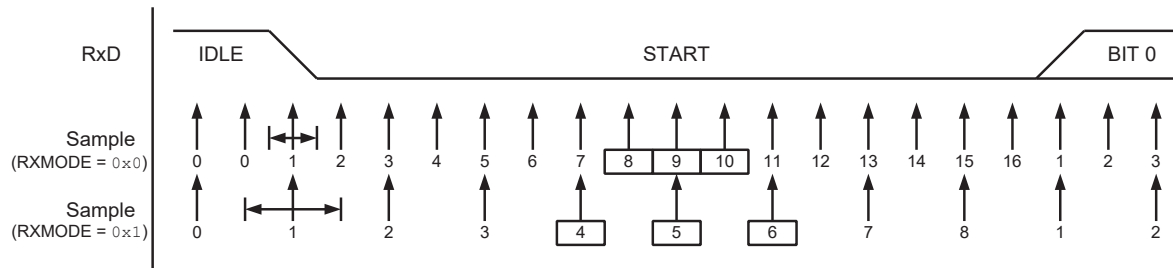 RxD IDLE START BIT 0
Sample
(RXMODE = 0x0)
0 0 1 2 3 4 5 6 7 8 9 10 11 12 13 14 15 16 1 2 3
Sample
(RXMODE = 0x1)
0 1 2 3 4 5 6 7 8 1 2